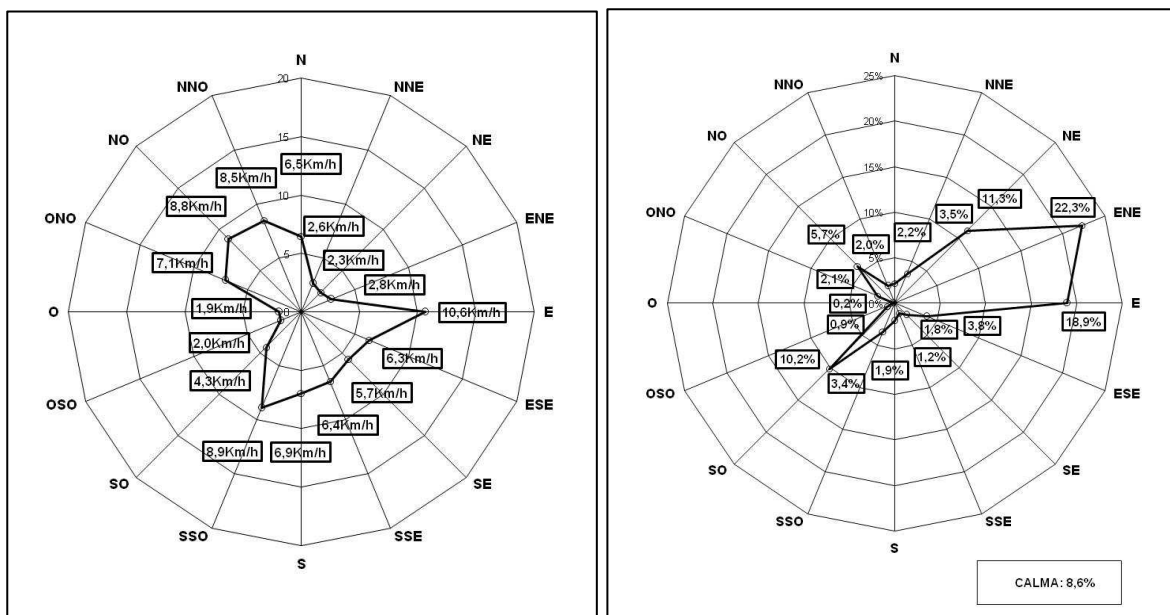 N
20
NNO
NNE
NO
NE
15
6,5Km/h
8,5Km/h
8,8Km/h
10
ONO
ENE
2,6Km/h
7,1Km/h
5
2,3Km/h
2,8Km/h
1,9Km/h
O
0
10,6Km/h
E
2,0Km/h
6,3Km/h
4,3Km/h
5,7Km/h
OSO
ESE
6,4Km/h
8,9Km/h
6,9Km/h
SO
SE
SSO
SSE
S
N
25%
NNO
NNE
20%
NO
NE
15%
11,3%
22,3%
10%
3,5%
ONO
ENE
5,7%
2,0%
2,2%
5%
2,1%
O
0,2%
0%
E
0,9%
1,8%
3,8%
18,9%
10,2%
1,9%
1,2%
3,4%
OSO
ESE
SO
SE
SSO
SSE
S
CALMA: 8,6%